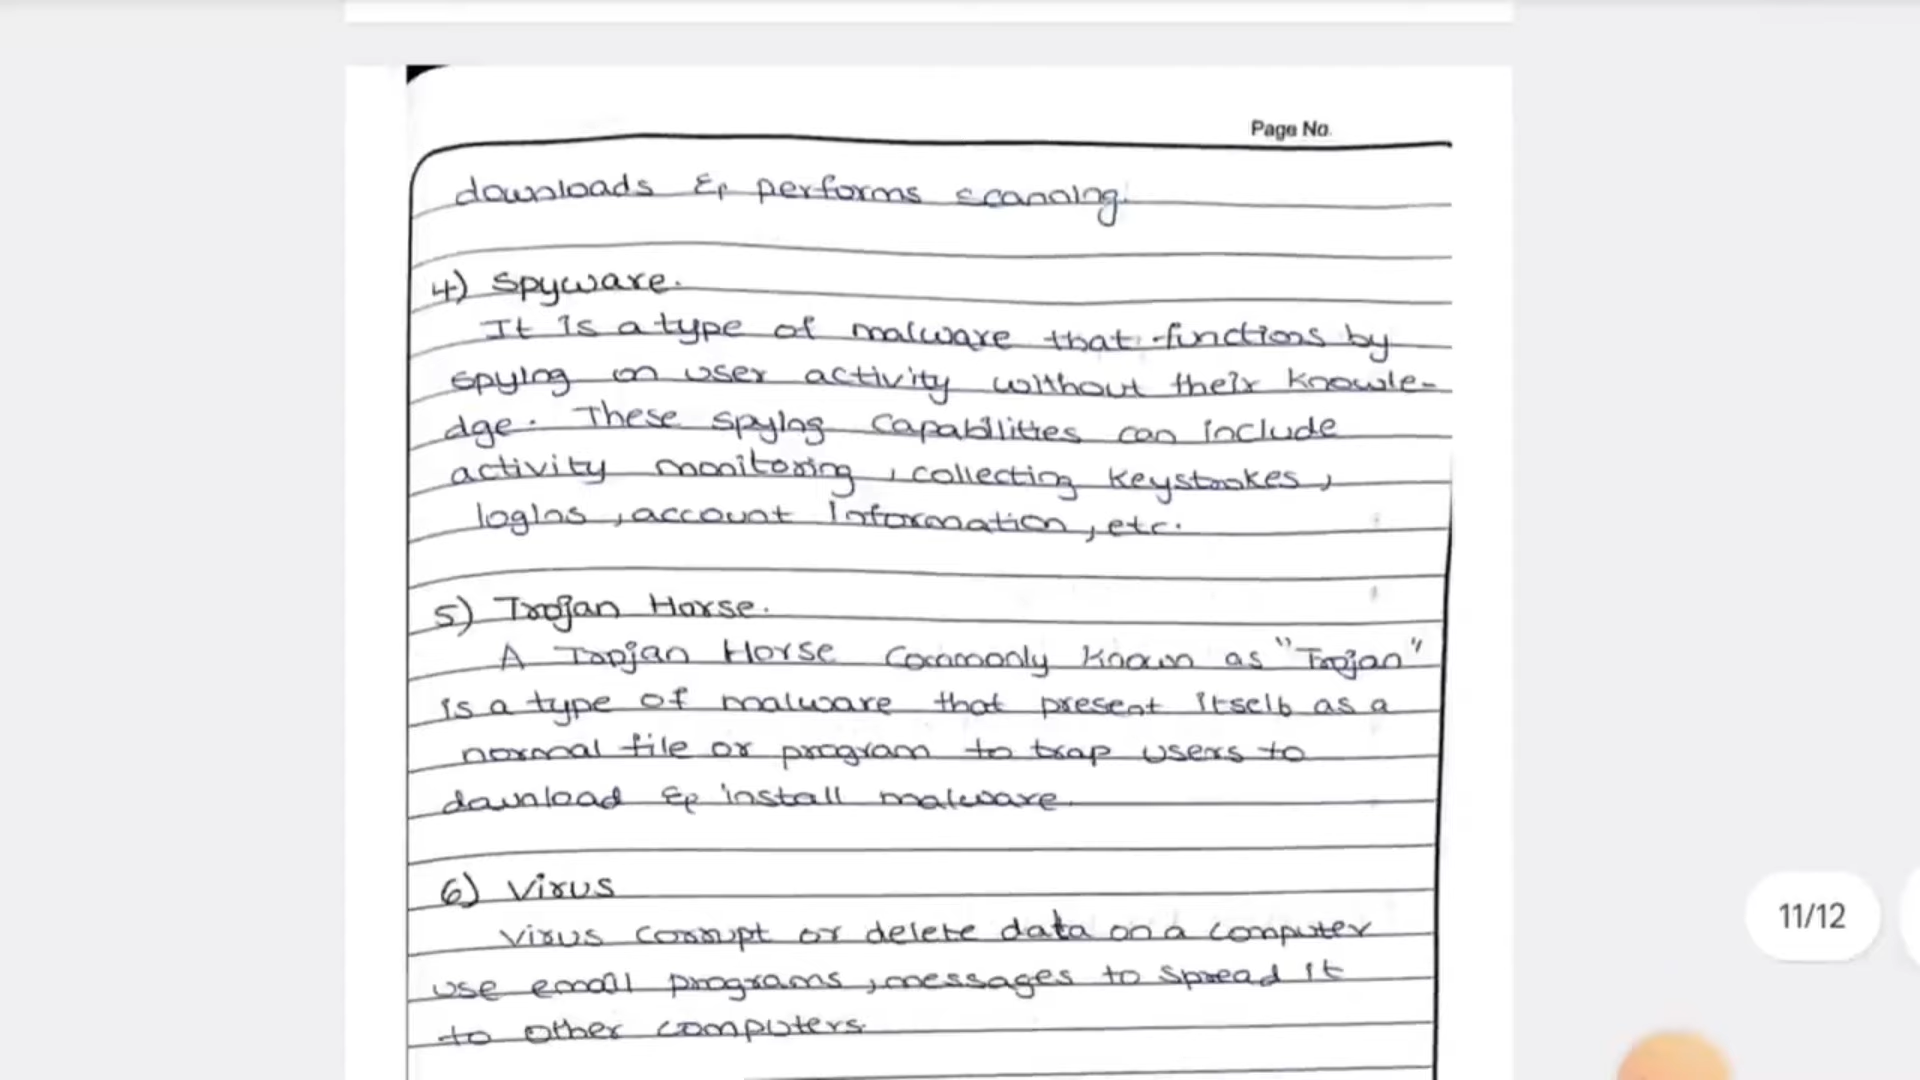 Page No.
downloads & performs scanning.
4) Spyware.
It is a type of malware that functions by
spying on user activity without their knowle-
dge. These spying capabilities can include
activity monitoring, collecting keystrokes,
logins, account information, etc.
5) Trojan Horse.
A Trojan Horse commonly known as "Trojan"
is a type of malware that present itself as a
normal file or program to trap users to
download & install malware.
6) Virus
Virus corrupt or delete data on a computer
use email programs, messages to spread it
to other computers.
11/12